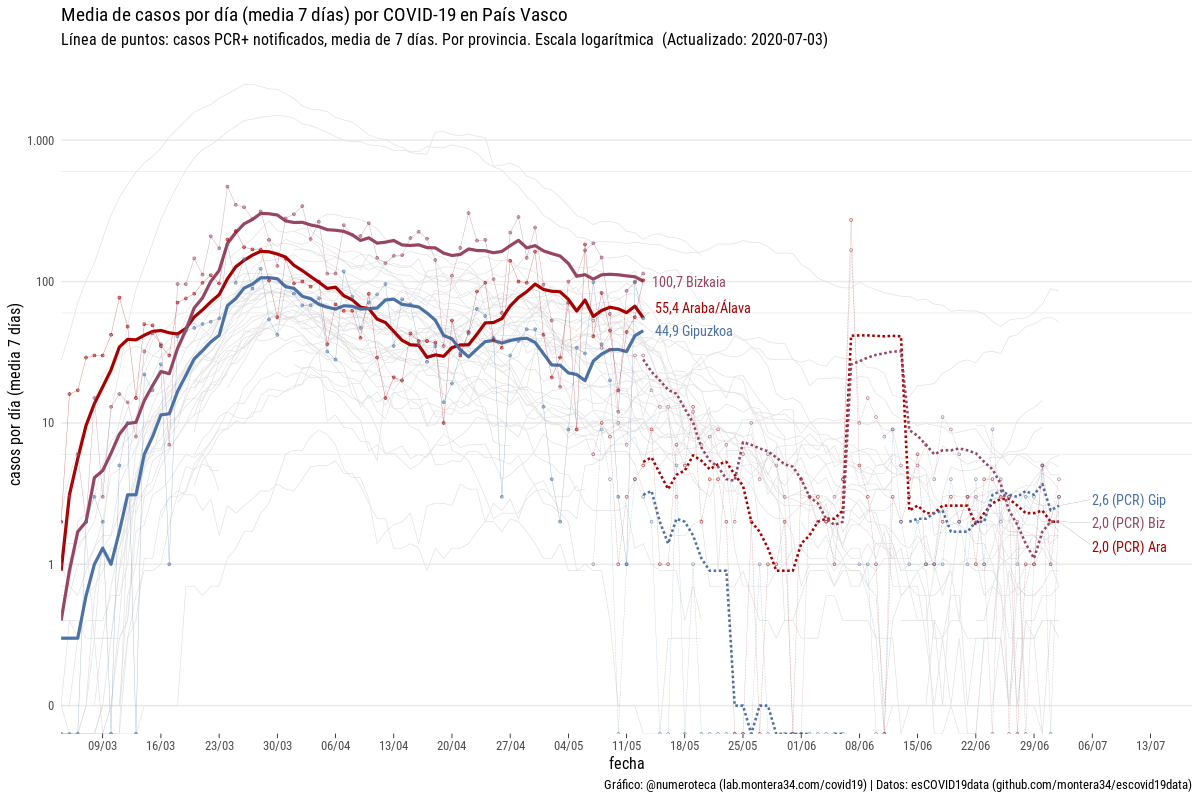 Media de casos por día (media 7 días) por COVID-19 en País Vasco
Línea de puntos: casos PCR+ notificados, media de 7 días. Por provincia. Escala logarítmica  (Actualizado: 2020-07-03)
casos por día (media 7 días)
1.000
100
10
1
0
100,7 Bizkaia
55,4 Araba/Álava
44,9 Gipuzkoa
2,6 (PCR) Gip
2,0 (PCR) Biz
2,0 (PCR) Ara
09/03 16/03 23/03 30/03 06/04 13/04 20/04 27/04 04/05 11/05 18/05 25/05 01/06 08/06 15/06 22/06 29/06 06/07 13/07
fecha
Gráfico: @numeroteca (lab.montera34.com/covid19) | Datos: esCOVID19data (github.com/montera34/escovid19data)